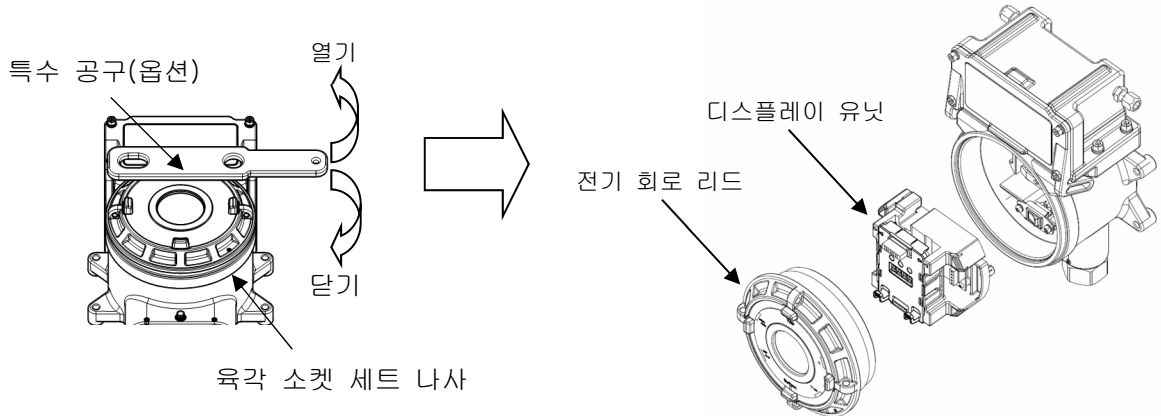 열기
특수 공구(옵션)
닫기
육각 소켓 세트 나사
디스플레이 유닛
전기 회로 리드